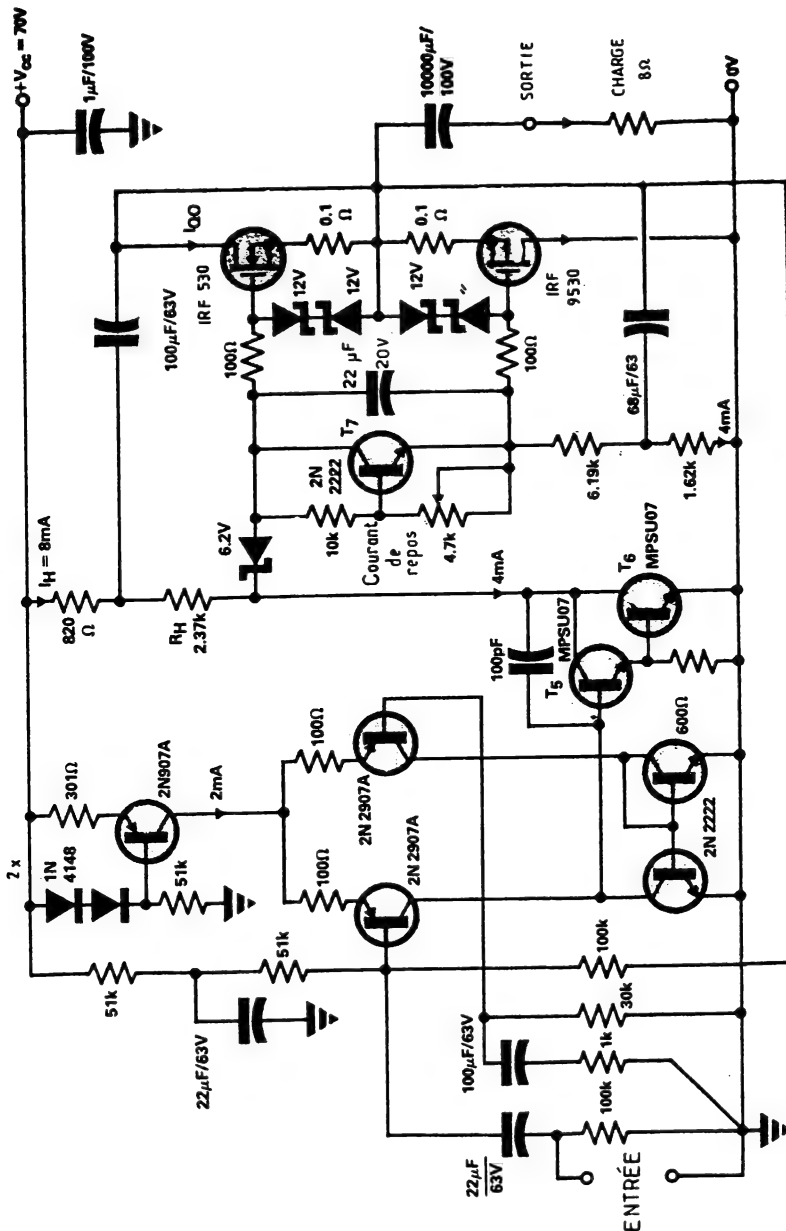 2 x
+Vcc = 70V
1µF/100V
301Ω
1N
4148
2N907A
51k
2mA
51k
51k
22µF/63V
100Ω
100Ω
2N 2907A
2N 2907A
820
Ω
IH = 8mA
RH
2.37k
100µF/63V
IQO
IRF 530
0.1
Ω
0.1
Ω
12V
12V
12V
"
IRF
9530
100Ω
100Ω
22
µF
20V
6.2V
10k
2N
2222
T7
Courant
de
repos
4.7k
10000µF/
100V
SORTIE
CHARGE
8Ω
68µF/63
6.19k
1.62k
4mA
4mA
100pF
MPSU07
T5
T6
MPSU07
600Ω
2N 2222
100k
30k
1k
100k
100µF/63V
22µF
63V
ENTRÉE
0V